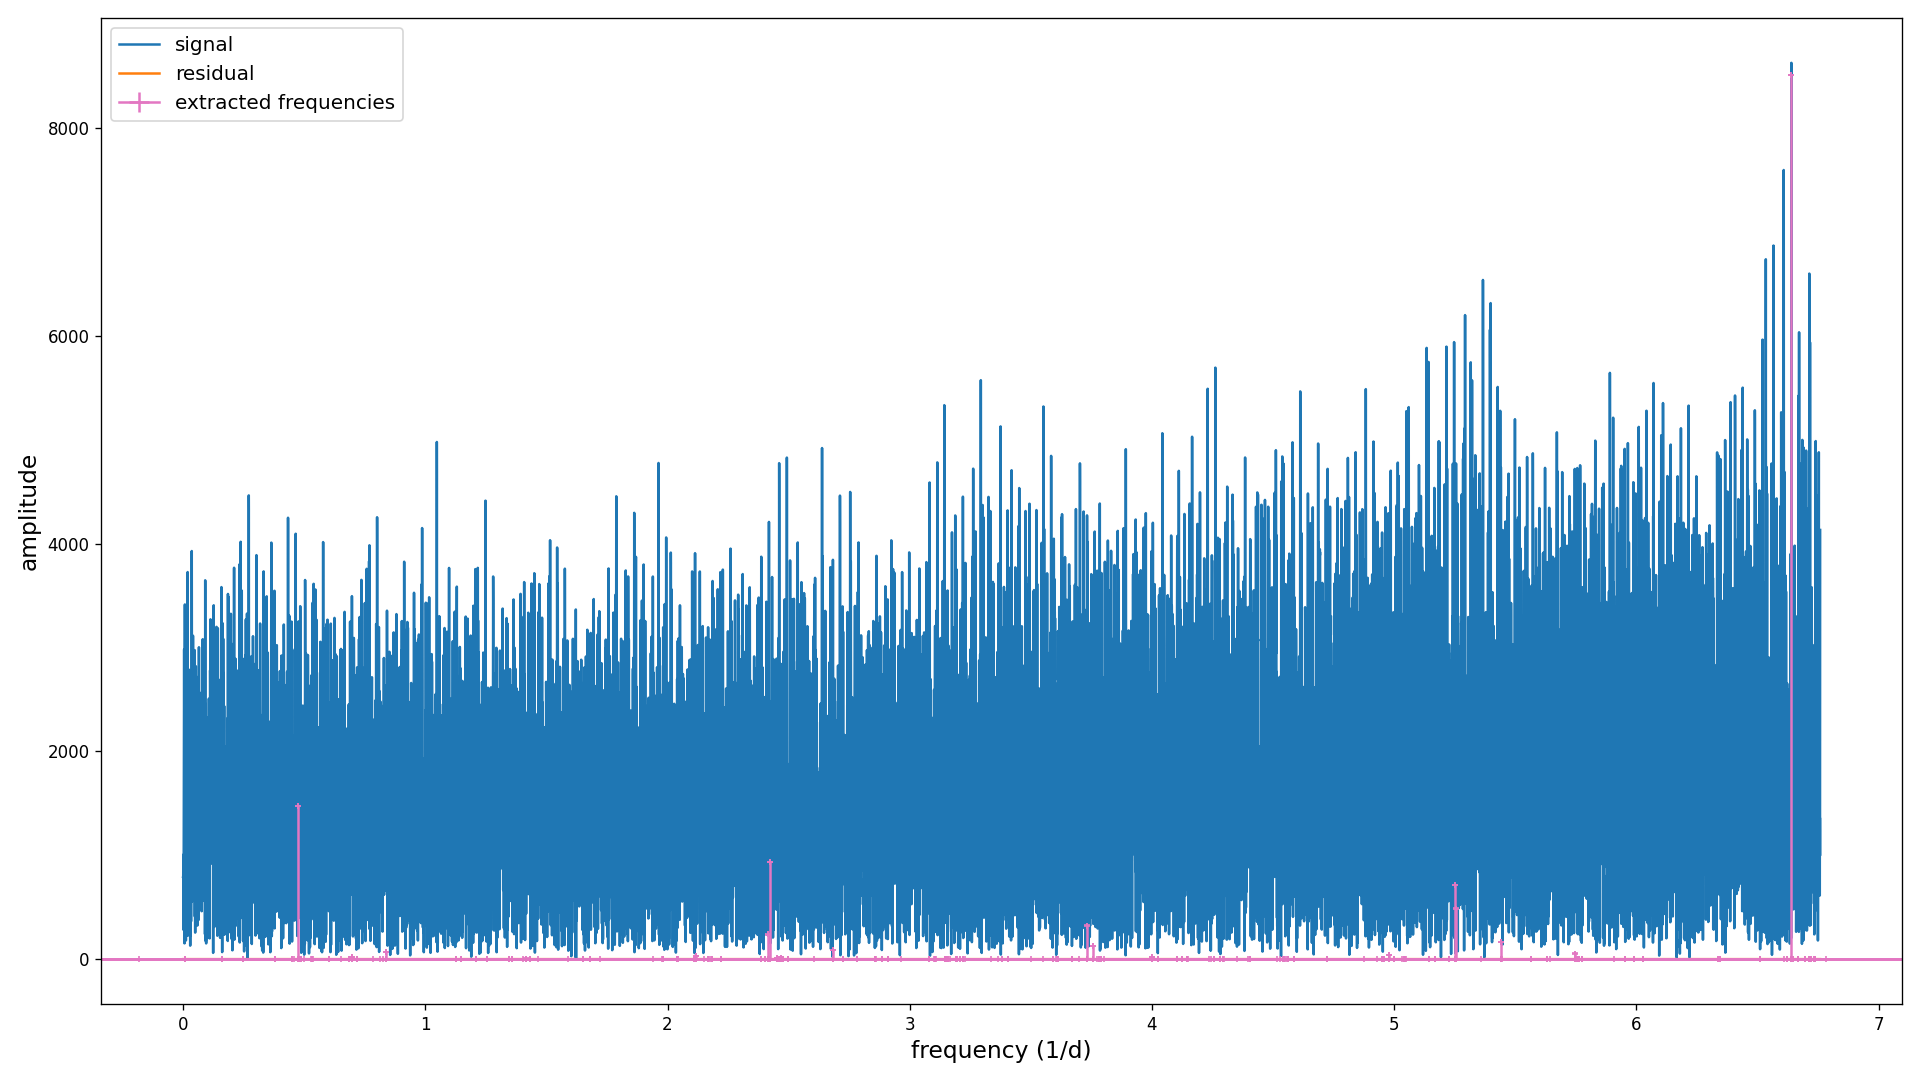 signal
residual
extracted frequencies
8000
6000
4000
2000
0
amplitude
0 1 2 3 4 5 6 7
frequency (1/d)